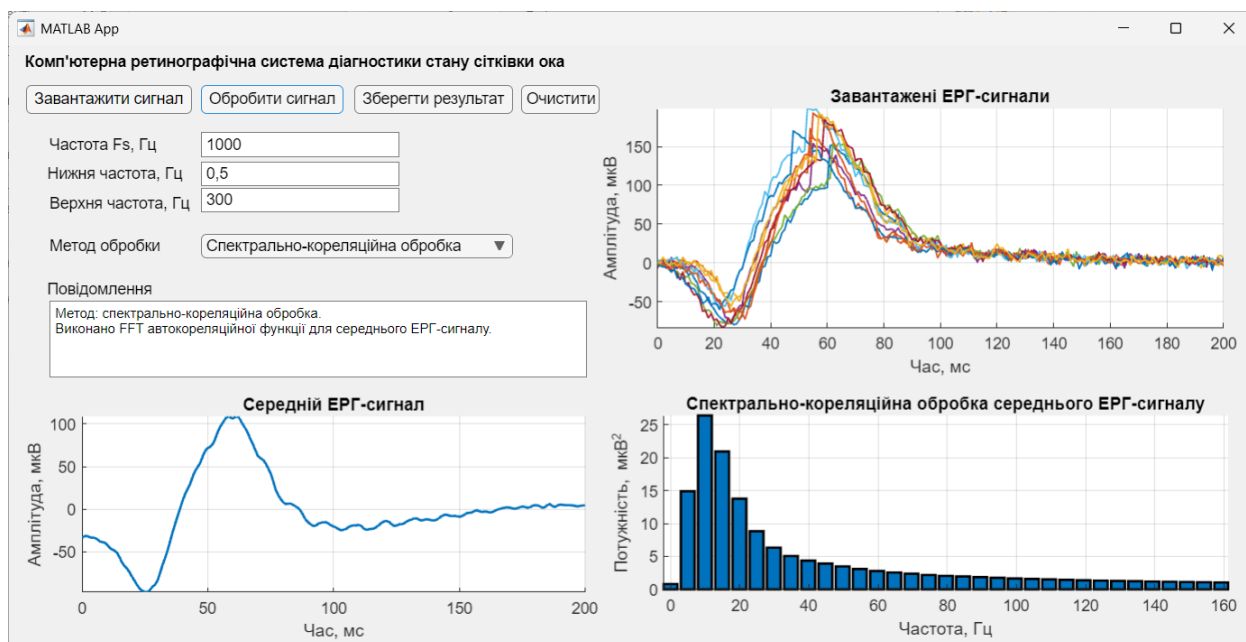 MATLAB App
Комп'ютерна ретинографічна система діагностики стану сітківки ока
Завантажити сигнал
Обробити сигнал
Зберегти результат
Очистити
Частота Fs, Гц
1000
Нижня частота, Гц
0,5
Верхня частота, Гц
300
Метод обробки
Спектрально-кореляційна обробка
Повідомлення
Метод: спектрально-кореляційна обробка.
Виконано FFT автокореляційної функції для середнього ЕРГ-сигналу.
Завантажені ЕРГ-сигнали
Амплітуда, мкВ
150
100
50
0
-50
0 20 40 60 80 100 120 140 160 180 200
Час, мс
Середній ЕРГ-сигнал
Амплітуда, мкВ
100
50
0
-50
0 50 100 150 200
Час, мс
Спектрально-кореляційна обробка середнього ЕРГ-сигналу
Потужність, мкВ²
25
20
15
10
5
0
0 20 40 60 80 100 120 140 160
Частота, Гц